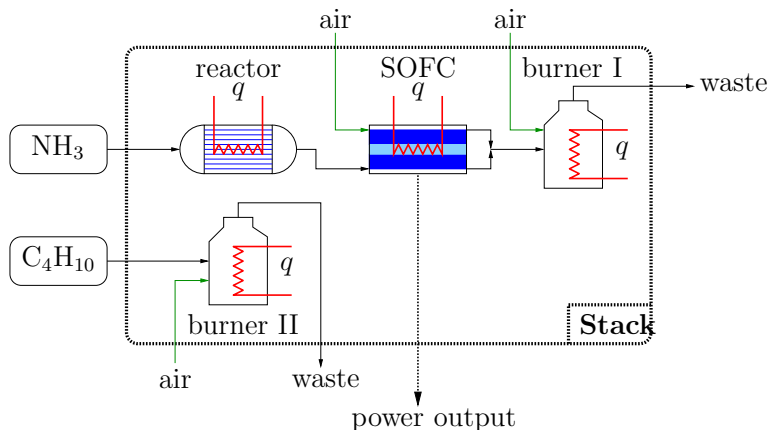 air
air
reactor
SOFC
burner I
q
q
waste
NH₃
q
C₄H₁₀
q
burner II
Stack
air
waste
power output